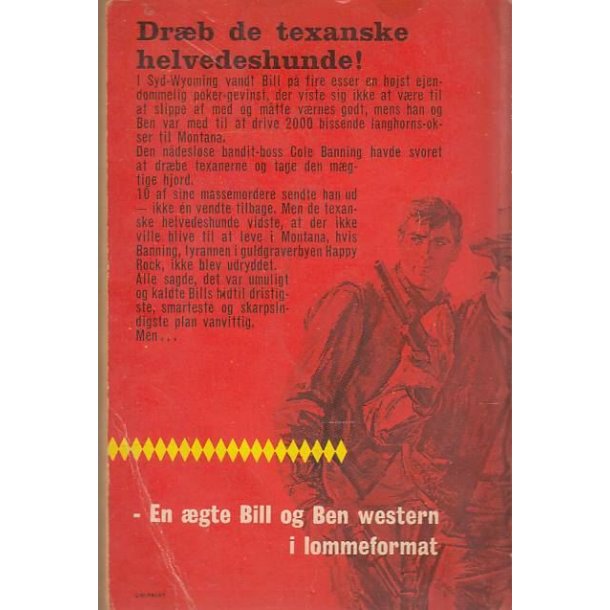 Dræb de texanske
helvedeshunde!
I Syd-Wyoming vandt Bill på fire esser en højst ejen-
dommelig poker-gevinst, der viste sig ikke at være til
at slippe af med og måtte værnes godt, mens han og
Ben var med til at drive 2000 bissende langhorns-ok-
ser til Montana.
Den nådesløse bandit-boss Cole Banning havde svoret
at dræbe texanerne og tage den mæg-
tige hjord.
10 af sine massemordere sendte han ud
— ikke én vendte tilbage. Men de texan-
ske helvedeshunde vidste, at der ikke
ville blive til at leve i Montana, hvis
Banning, tyrannen i guldgraverbyen Happy
Rock, ikke blev udryddet.
Alle sagde, det var umuligt
og kaldte Bills hidtil dristig-
ste, smarteste og skarpsin-
digste plan vanvittig.
Men...
- En ægte Bill og Ben western
i lommeformat